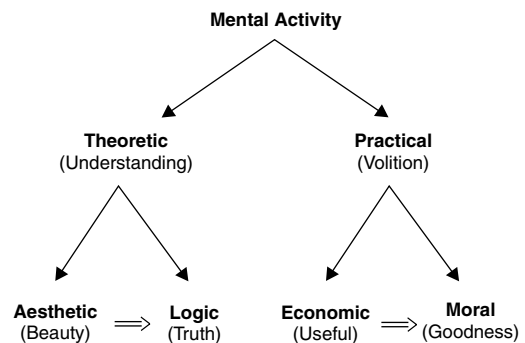 Mental Activity
Theoretic
(Understanding)
Practical
(Volition)
Aesthetic
(Beauty)
Logic
(Truth)
Economic
(Useful)
Moral
(Goodness)